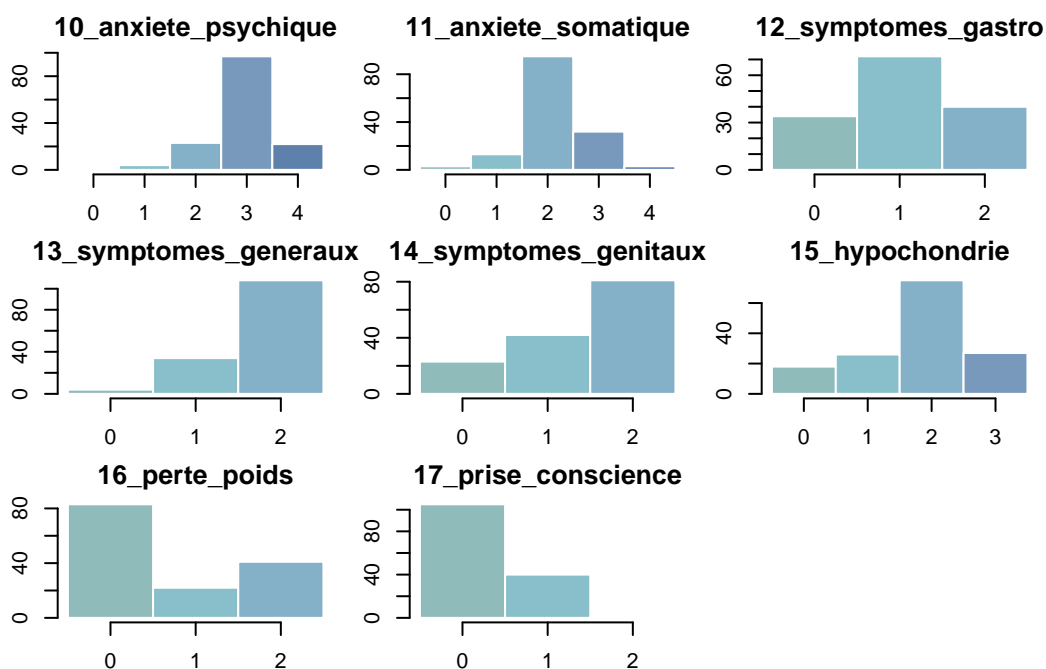 10_anxiete_psychique
0 40 80
0 1 2 3 4
11_anxiete_somatique
0 40 80
0 1 2 3 4
12_symptomes_gastro
0 30 60
0 1 2
13_symptomes_generaux
0 40 80
0 1 2
14_symptomes_genitaux
0 40 80
0 1 2
15_hypochondrie
0 40
0 1 2 3
16_perte_poids
0 40 80
0 1 2
17_prise_conscience
0 40 80
0 1 2